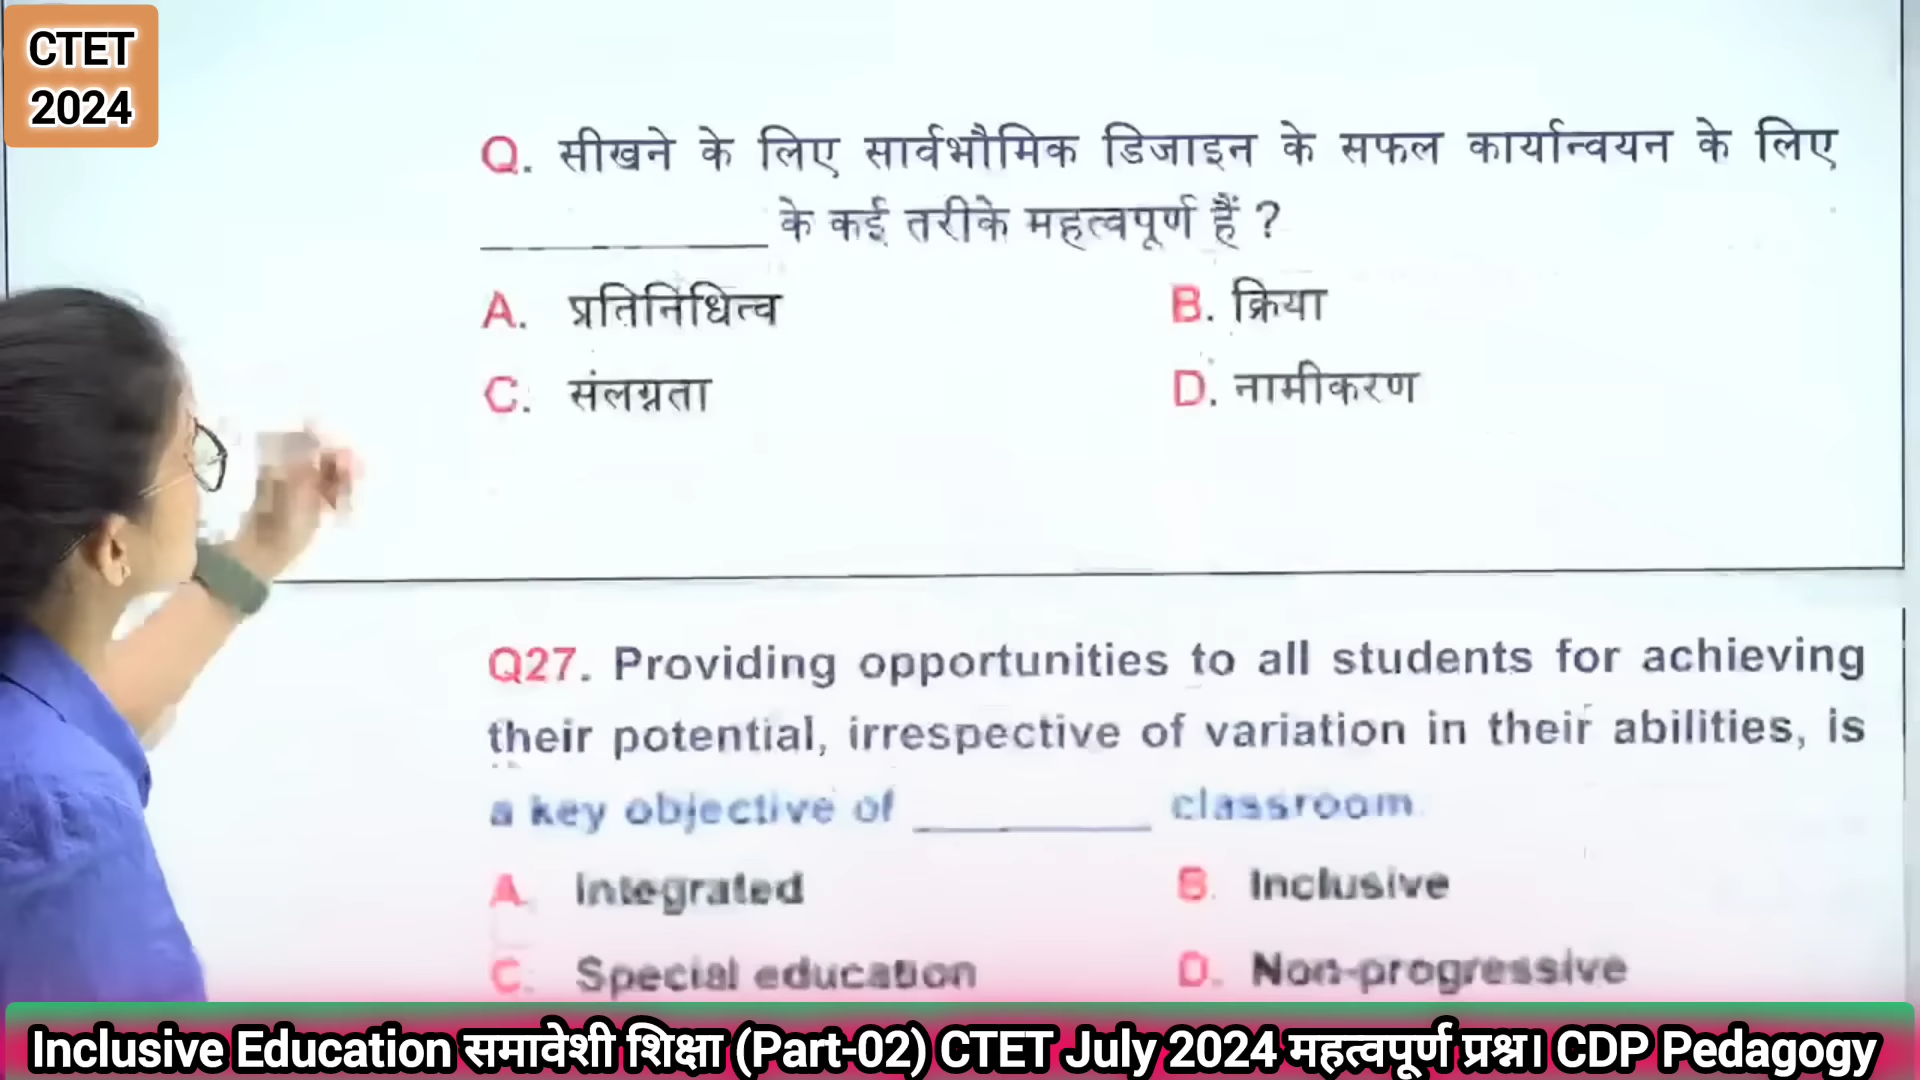 CTET
2024
Q. सीखने के लिए सार्वभौमिक डिजाइन के सफल कार्यान्वयन के लिए
__________ के कई तरीके महत्वपूर्ण हैं ?
A. प्रतिनिधित्व B. क्रिया
C. संलग्नता D. नामीकरण
Q27. Providing opportunities to all students for achieving
their potential, irrespective of variation in their abilities, is
a key objective of __________ classroom
A. Integrated B. Inclusive
C. Special education D. Non-progressive
Inclusive Education समावेशी शिक्षा (Part-02) CTET July 2024 महत्वपूर्ण प्रश्न। CDP Pedagogy